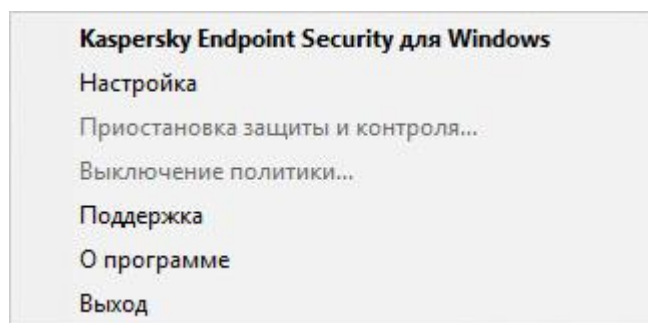 Kaspersky Endpoint Security для Windows
Настройка
Приостановка защиты и контроля...
Выключение политики...
Поддержка
О программе
Выход